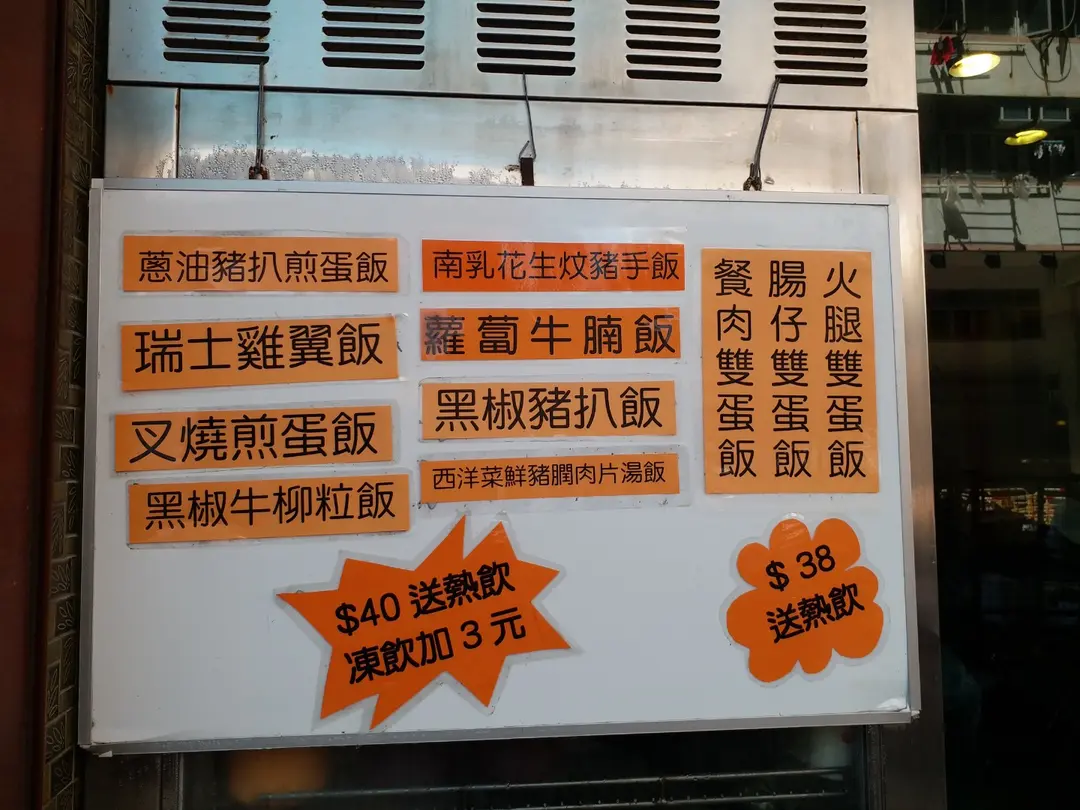 蔥油豬扒煎蛋飯
瑞士雞翼飯
叉燒煎蛋飯
黑椒牛柳粒飯
南乳花生炆豬手飯
蘿蔔牛腩飯
黑椒豬扒飯
西洋菜鮮豬膶肉片湯飯
火腿雙蛋飯
腸仔雙蛋飯
餐肉雙蛋飯
$40 送熱飲
凍飲加 3 元
$ 38
送熱飲